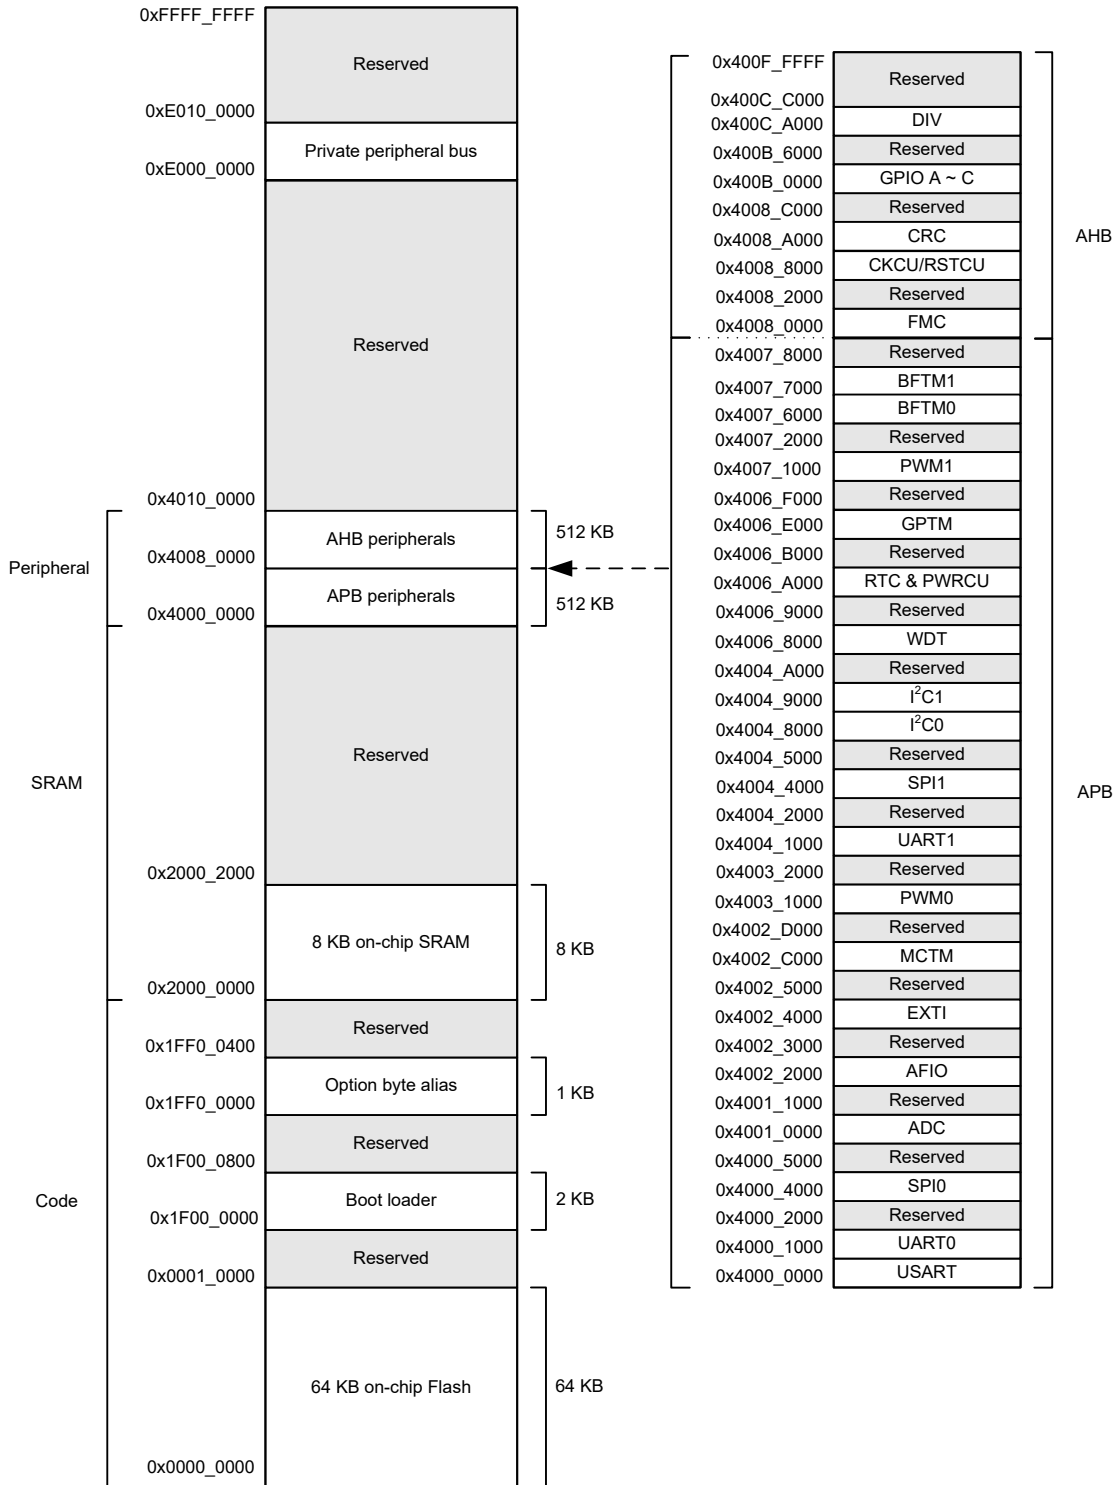 0xFFFF_FFFF
Reserved
0xE010_0000
Private peripheral bus
0xE000_0000
Reserved
0x4010_0000
AHB peripherals
512 KB
0x4008_0000
Peripheral
APB peripherals
512 KB
0x4000_0000
Reserved
SRAM
0x2000_2000
8 KB on-chip SRAM
8 KB
0x2000_0000
Reserved
0x1FF0_0400
Option byte alias
1 KB
0x1FF0_0000
Reserved
0x1F00_0800
Code
Boot loader
2 KB
0x1F00_0000
Reserved
0x0001_0000
64 KB on-chip Flash
64 KB
0x0000_0000
0x400F_FFFF
Reserved
0x400C_C000
0x400C_A000 DIV
0x400B_6000 Reserved
0x400B_0000 GPIO A ~ C
0x4008_C000 Reserved
0x4008_A000 CRC
AHB
0x4008_8000 CKCU/RSTCU
0x4008_2000 Reserved
0x4008_0000 FMC
0x4007_8000 Reserved
0x4007_7000 BFTM1
0x4007_6000 BFTM0
0x4007_2000 Reserved
0x4007_1000 PWM1
0x4006_F000 Reserved
0x4006_E000 GPTM
0x4006_B000 Reserved
0x4006_A000 RTC & PWRCU
0x4006_9000 Reserved
0x4006_8000 WDT
0x4004_A000 Reserved
0x4004_9000 I²C1
0x4004_8000 I²C0
0x4004_5000 Reserved
0x4004_4000 SPI1
APB
0x4004_2000 Reserved
0x4004_1000 UART1
0x4003_2000 Reserved
0x4003_1000 PWM0
0x4002_D000 Reserved
0x4002_C000 MCTM
0x4002_5000 Reserved
0x4002_4000 EXTI
0x4002_3000 Reserved
0x4002_2000 AFIO
0x4001_1000 Reserved
0x4001_0000 ADC
0x4000_5000 Reserved
0x4000_4000 SPI0
0x4000_2000 Reserved
0x4000_1000 UART0
0x4000_0000 USART